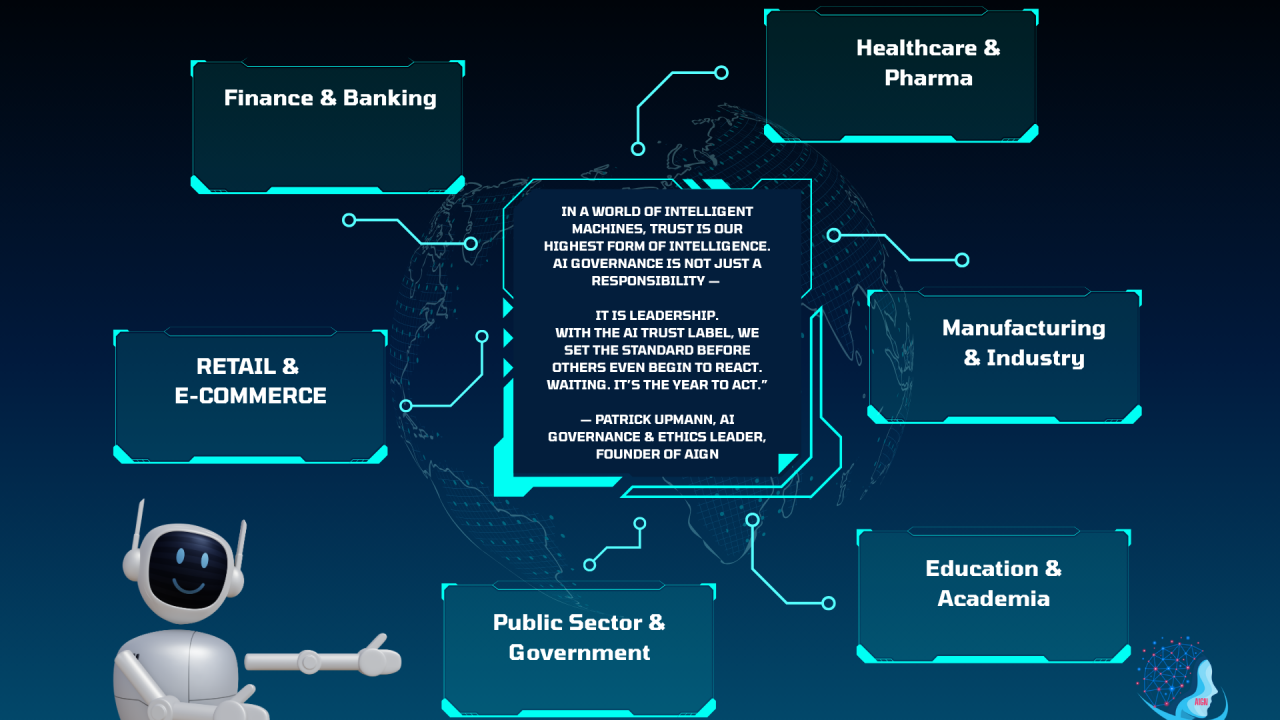 Healthcare &
Pharma
Finance & Banking
IN A WORLD OF INTELLIGENT
MACHINES, TRUST IS OUR
HIGHEST FORM OF INTELLIGENCE.
AI GOVERNANCE IS NOT JUST A
RESPONSIBILITY —
IT IS LEADERSHIP.
WITH THE AI TRUST LABEL, WE
SET THE STANDARD BEFORE
OTHERS EVEN BEGIN TO REACT.
WAITING. IT'S THE YEAR TO ACT."
— PATRICK UPMANN, AI
GOVERNANCE & ETHICS LEADER,
FOUNDER OF AIGN
Manufacturing
& Industry
RETAIL &
E-COMMERCE
Education &
Academia
Public Sector &
Government
AIGN